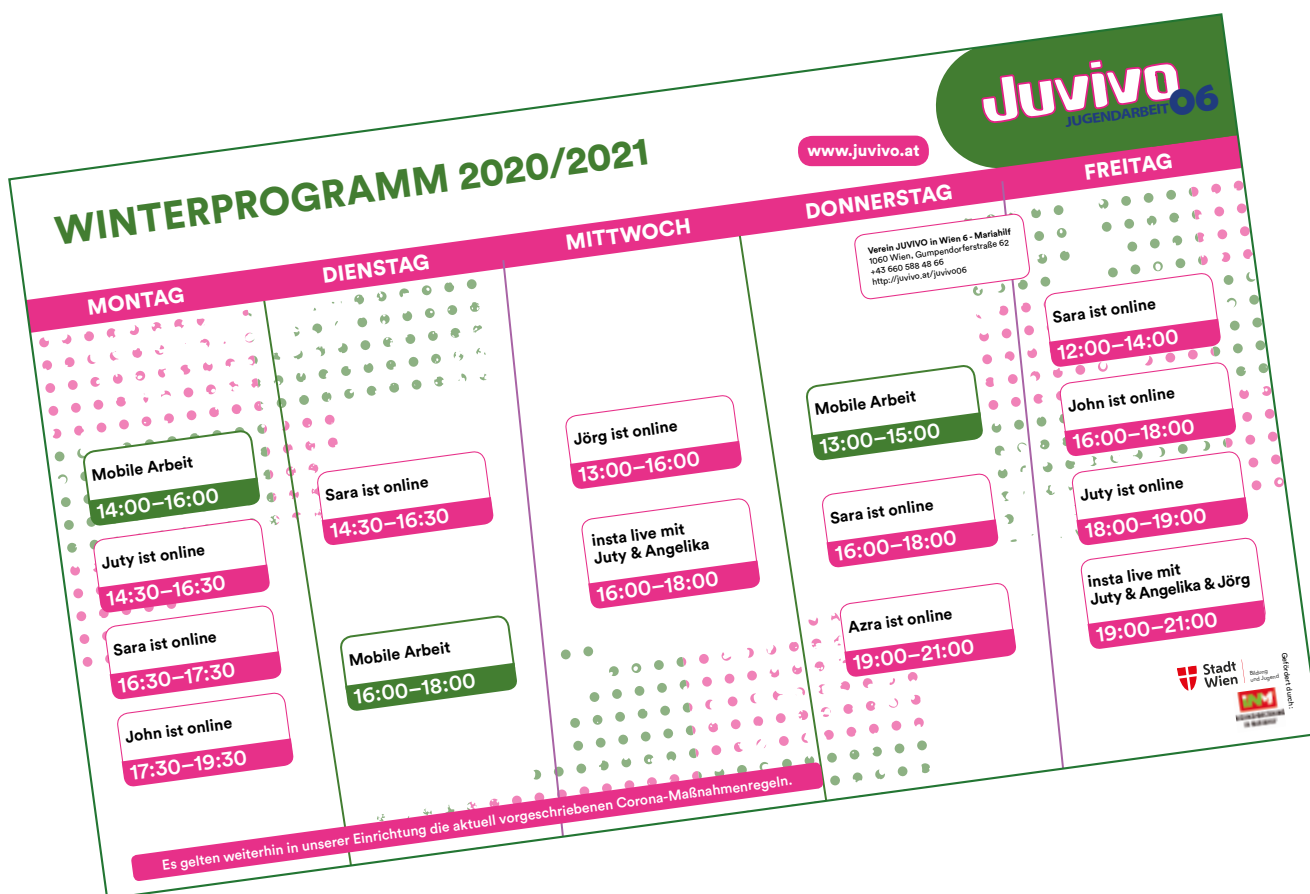 Juvivo
JUGENDARBEIT 06
WINTERPROGRAMM 2020/2021
www.juvivo.at
MONTAG
DIENSTAG
MITTWOCH
DONNERSTAG
FREITAG
Verein JUVIVO in Wien 6 - Mariahilf
1060 Wien, Gumpendorferstraße 62
+43 660 588 48 66
http://juvivo.at/juvivo06
Mobile Arbeit
14:00–16:00
Juty ist online
14:30–16:30
Sara ist online
16:30–17:30
John ist online
17:30–19:30
Sara ist online
14:30–16:30
Mobile Arbeit
16:00–18:00
Jörg ist online
13:00–16:00
insta live mit
Juty & Angelika
16:00–18:00
Mobile Arbeit
13:00–15:00
Sara ist online
16:00–18:00
Azra ist online
19:00–21:00
Sara ist online
12:00–14:00
John ist online
16:00–18:00
Juty ist online
18:00–19:00
insta live mit
Juty & Angelika & Jörg
19:00–21:00
Es gelten weiterhin in unserer Einrichtung die aktuell vorgeschriebenen Corona-Maßnahmenregeln.
Gefördert durch:
Stadt
Wien
Bildung
und Jugend